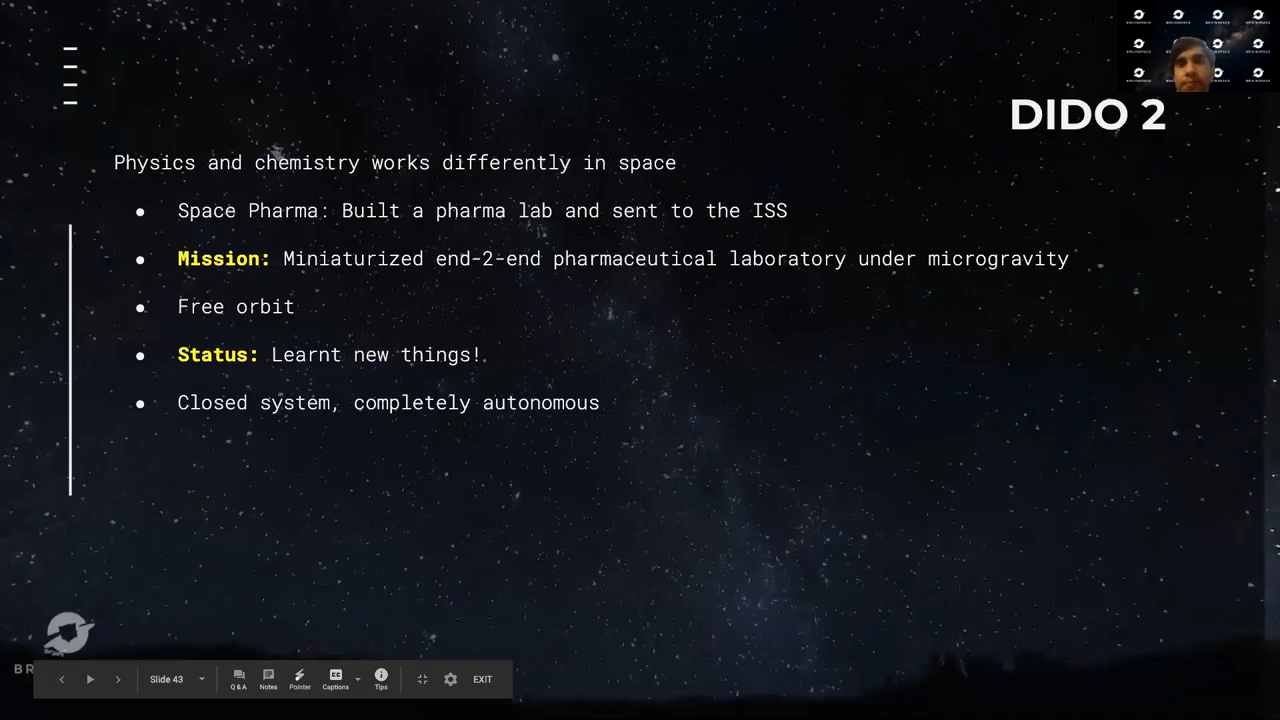 DIDO 2
Physics and chemistry works differently in space
● Space Pharma: Built a pharma lab and sent to the ISS
● Mission: Miniaturized end-2-end pharmaceutical laboratory under microgravity
● Free orbit
● Status: Learnt new things!
● Closed system, completely autonomous
BR
Slide 43
Q&A
Notes
Pointer
CC
Captions
Tips
EXIT